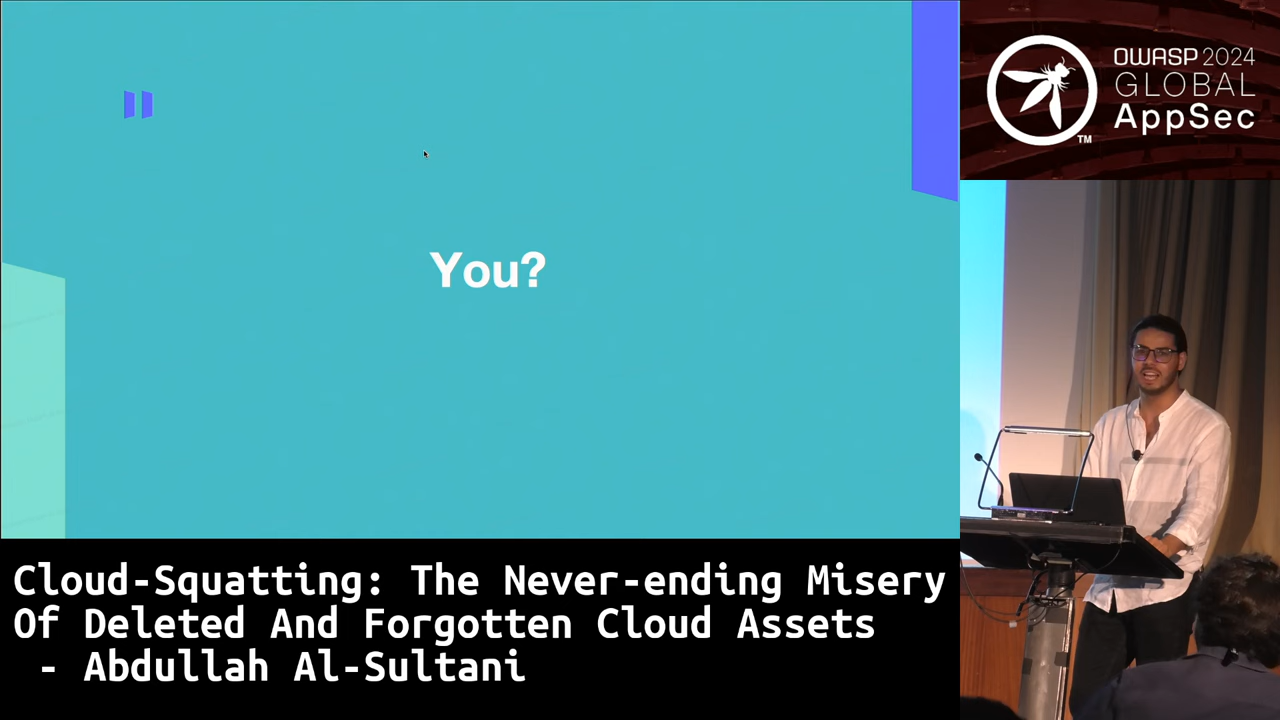 You?
OWASP 2024
GLOBAL
AppSec
TM
Cloud-Squatting: The Never-ending Misery
Of Deleted And Forgotten Cloud Assets
- Abdullah Al-Sultani